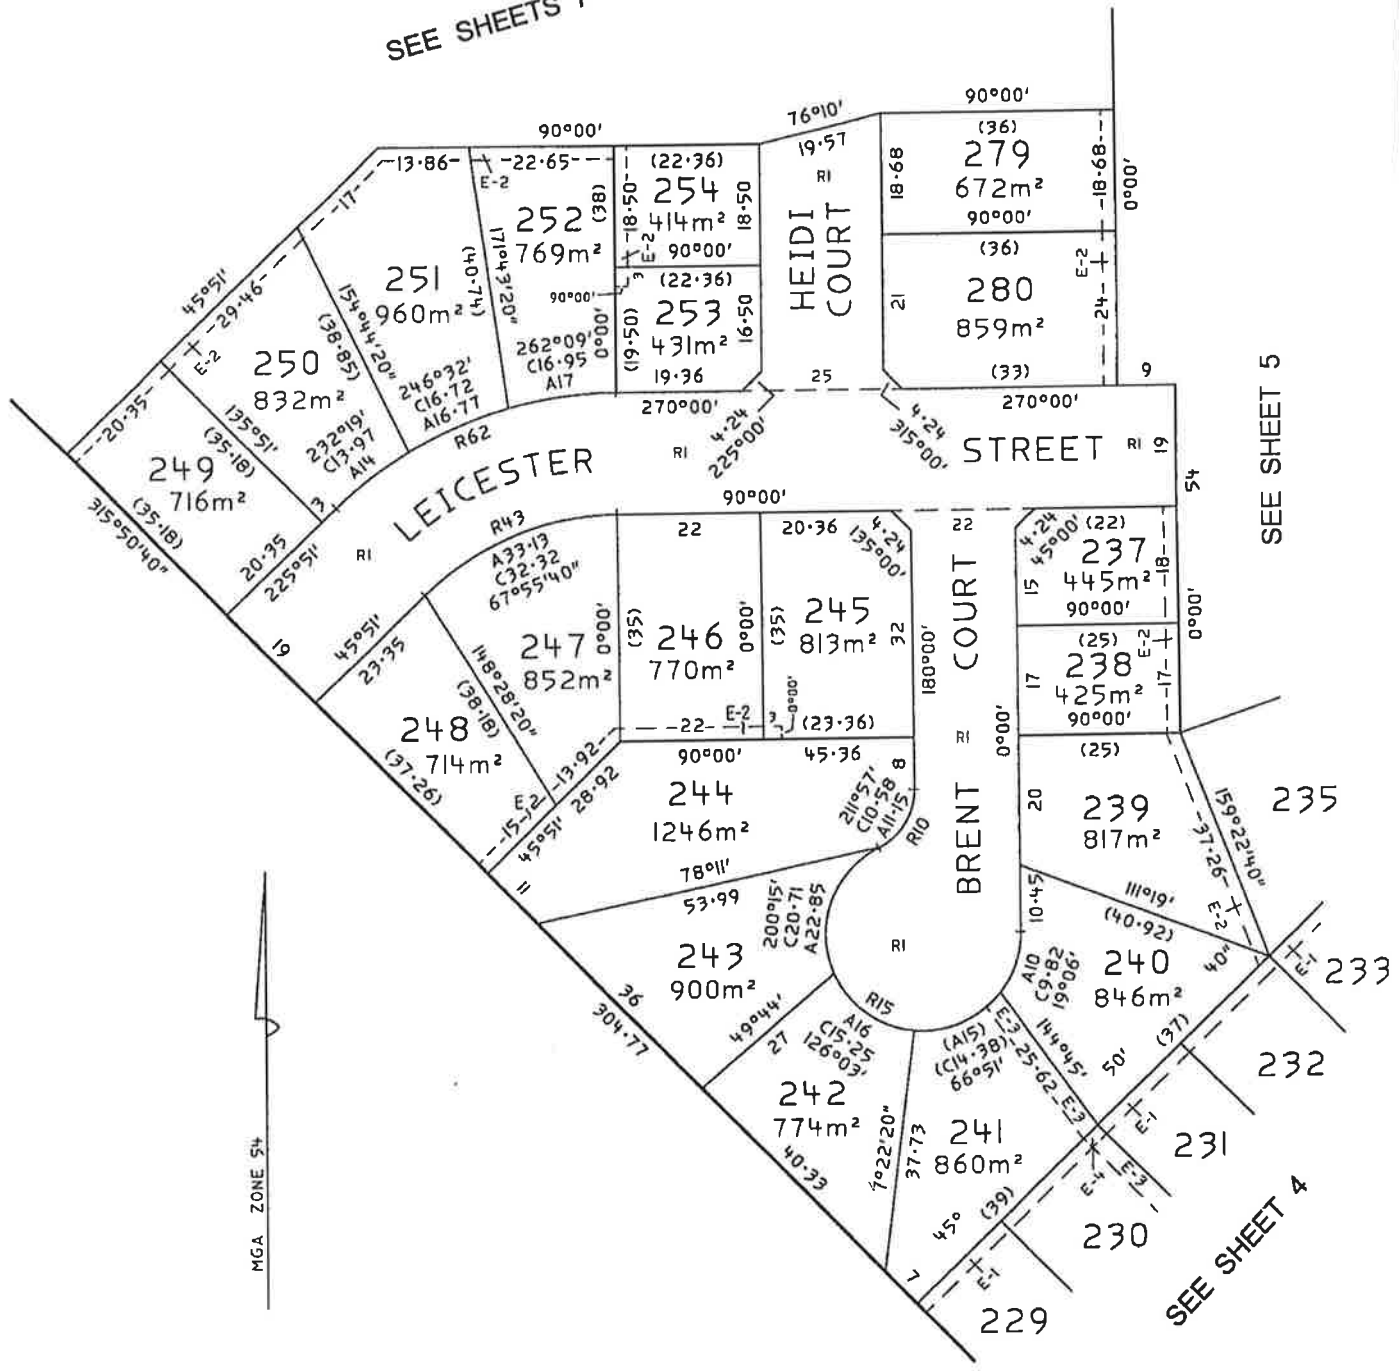 SEE SHEETS
90°00'
76°10'
19·57
90°00'
(36)
279
672m²
18·68
18·68
0°00'
90°00'
13·86
22·65
E-2
17
(22·36)
254
414m²
18·50
18·50
E-2
90°00'
3
R1
HEIDI
COURT
252
769m²
(38)
90°00'
0°00'
262°09'
C16·95
A17
171°43'20"
(40·74)
251
960m²
246°32'
C16·72
A16·77
154°44'20"
(38·85)
45°51'
29·46
E-2
250
832m²
232°19'
C13·97
A14
(22·36)
253
431m²
(19·50)
16·50
19·36
(36)
280
859m²
21
E-2
24
(33)
9
25
20·35
135°51'
(35·18)
249
716m²
(35·18)
315°50'40"
20·35
225°51'
3
R62
270°00'
4·24
225°00'
4·24
315°00'
270°00'
LEICESTER
R1
R1
STREET
R1
19
54
SEE SHEET 5
90°00'
R43
A33·13
C32·32
67°55'40"
22
20·36
4·24
135°00'
22
4·24
45°00'
(22)
237
445m²
15
18
90°00'
0°00'
19
45°51'
23·35
247
852m²
0°00'
(35)
246
770m²
0°00'
(35)
245
813m²
32
180°00'
COURT
(25)
E-2
238
425m²
17
17
90°00'
148°28'20"
(38·18)
248
714m²
(37·26)
13·92
E-2
15
22
E-2
3
0°00'
(23·36)
R1
0°00'
BRENT
(25)
45°51'
28·92
90°00'
45·36
8
244
1246m²
211°57'
C10·58
A11·15
R10
20
239
817m²
159°22'40"
37·26
E-2
235
11
78°11'
53·99
200°15'
C20·71
A22·85
10·45
111°19'
(40·92)
243
900m²
R1
A10
C9·82
19°06'
240
846m²
40"
E-1
233
36
304·77
49°44'
27
R15
A16
C15·25
126°03'
(A15)
(C14·38)
66°51'
E-3
25·62
E-3
144°45'
50'
(37)
232
242
774m²
40·33
37·73
241
860m²
E-1
231
E-1
E-3
45°
(39)
230
7
E-1
229
SEE SHEET 4
MGA ZONE 54